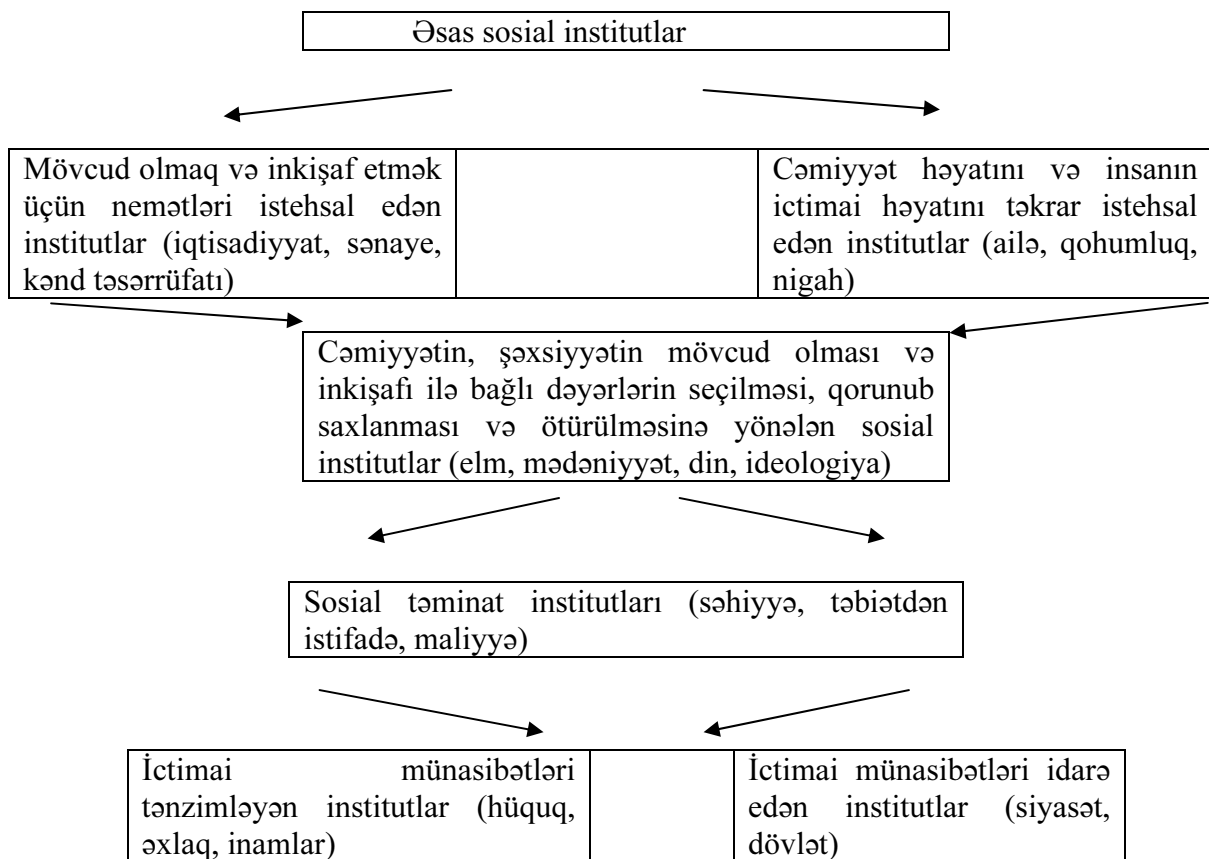 Əsas sosial institutlar
Mövcud olmaq və inkişaf etmək
üçün nemətləri istehsal edən
institutlar (iqtisadiyyat, sənaye,
kənd təsərrüfatı)
Cəmiyyət həyatını və insanın
ictimai həyatını təkrar istehsal
edən institutlar (ailə, qohumluq,
nigah)
Cəmiyyətin, şəxsiyyətin mövcud olması və
inkişafı ilə bağlı dəyərlərin seçilməsi, qorunub
saxlanması və ötürülməsinə yönələn sosial
institutlar (elm, mədəniyyət, din, ideologiya)
Sosial təminat institutları (səhiyyə, təbiətdən
istifadə, maliyyə)
İctimai münasibətləri
tənzimləyən institutlar (hüquq,
əxlaq, inamlar)
İctimai münasibətləri idarə
edən institutlar (siyasət,
dövlət)